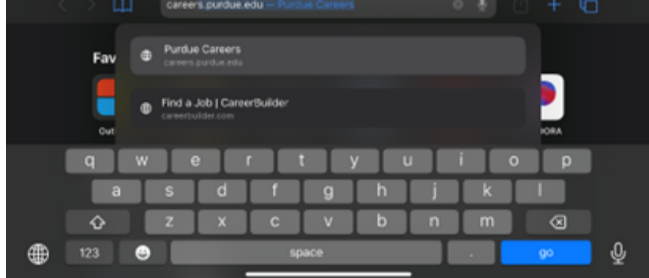 careers.purdue.edu — Purdue Careers
Purdue Careers
careers.purdue.edu
Fav
Find a Job | CareerBuilder
careerbuilder.com
Out
DORA
q w e r t y u i o p
a s d f g h j k l
z x c v b n m
123 space . go